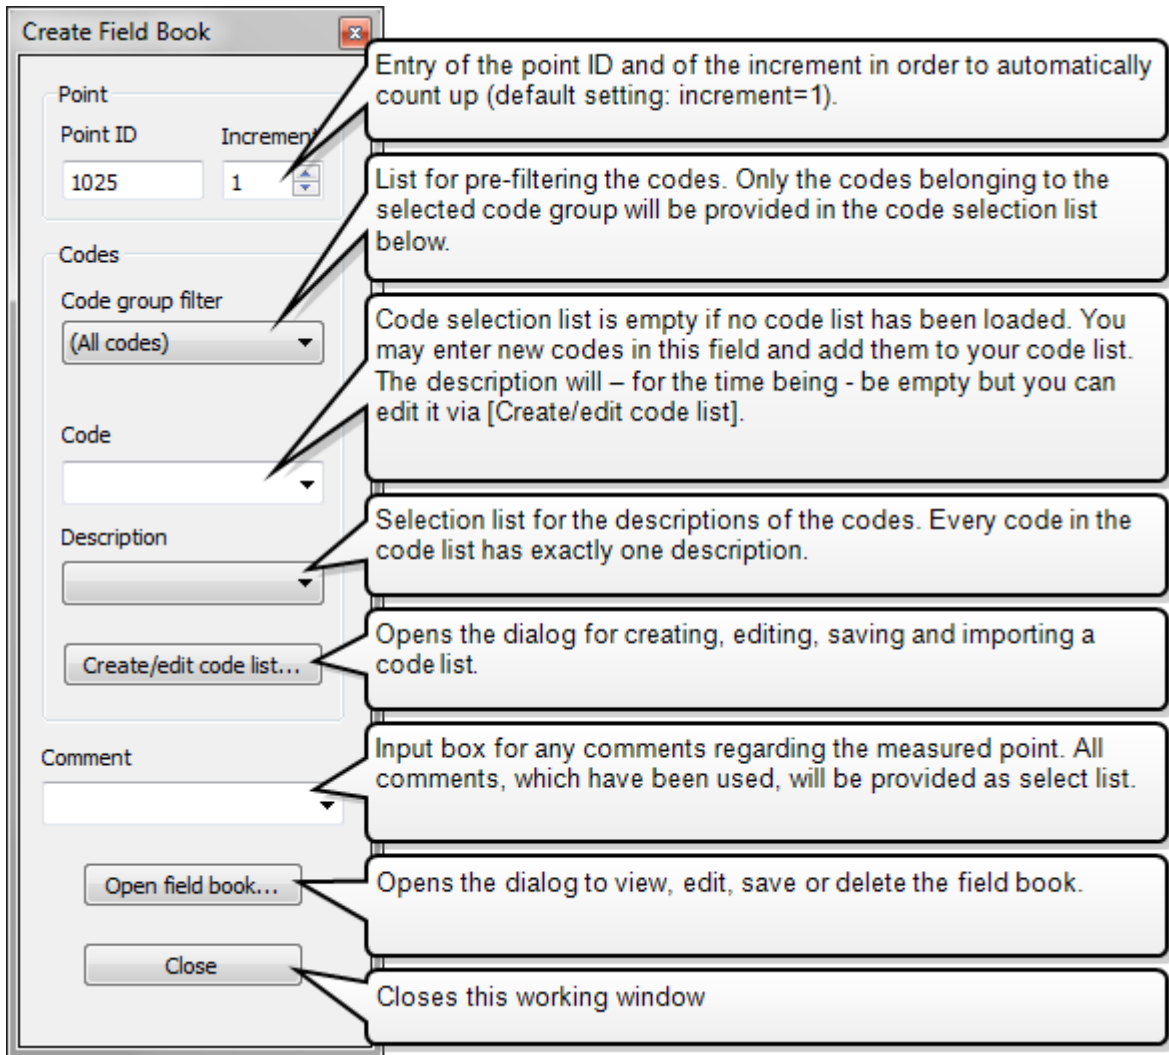 Create Field Book
Entry of the point ID and of the increment in order to automatically
count up (default setting: increment=1).
Point
Point ID
Increment
1025
1
List for pre-filtering the codes. Only the codes belonging to the
selected code group will be provided in the code selection list
below.
Codes
Code group filter
(All codes)
Code selection list is empty if no code list has been loaded. You
may enter new codes in this field and add them to your code list.
The description will – for the time being - be empty but you can
edit it via [Create/edit code list].
Code
Selection list for the descriptions of the codes. Every code in the
code list has exactly one description.
Description
Opens the dialog for creating, editing, saving and importing a
code list.
Create/edit code list...
Input box for any comments regarding the measured point. All
comments, which have been used, will be provided as select list.
Comment
Opens the dialog to view, edit, save or delete the field book.
Open field book...
Close
Closes this working window